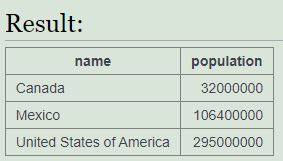 Result:
name population
Canada 32000000
Mexico 106400000
United States of America 295000000